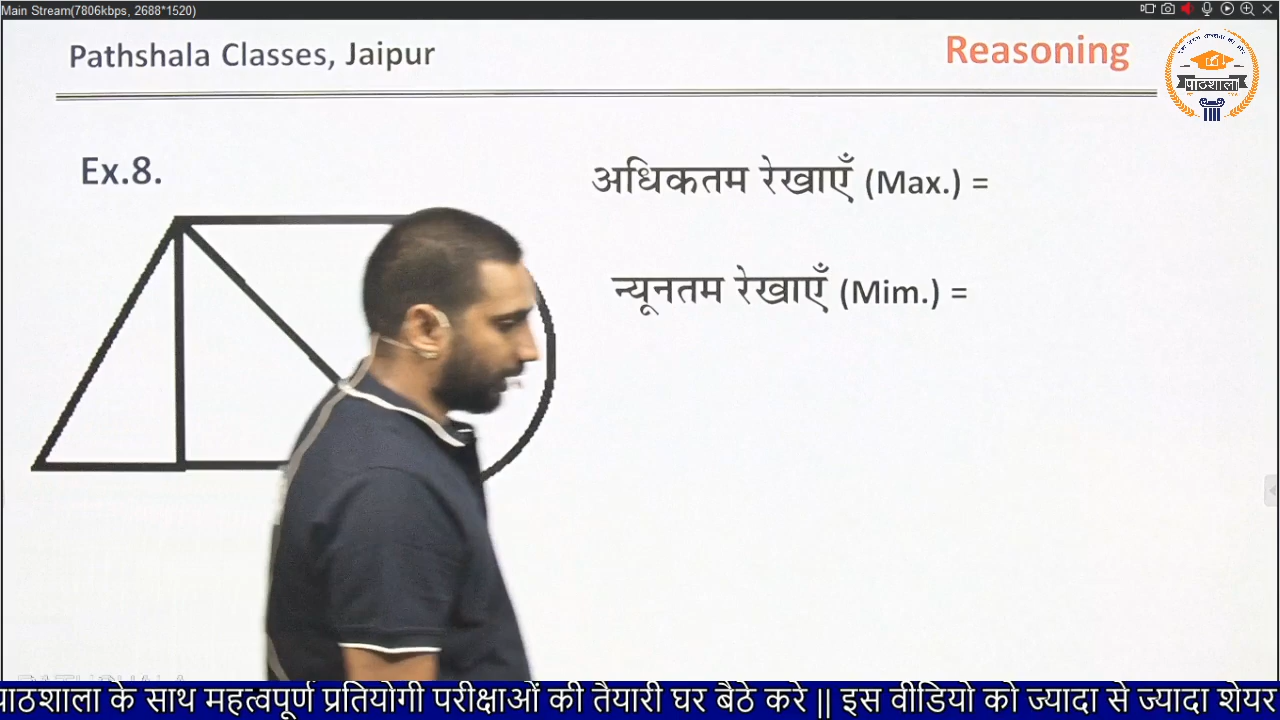 Main Stream(7806kbps, 2688*1520)
Pathshala Classes, Jaipur
Reasoning
पाठशाला
Ex.8.
अधिकतम रेखाएँ (Max.) =
न्यूनतम रेखाएँ (Mim.) =
पाठशाला के साथ महत्वपूर्ण प्रतियोगी परीक्षाओं की तैयारी घर बैठे करे || इस वीडियो को ज्यादा से ज्यादा शेयर